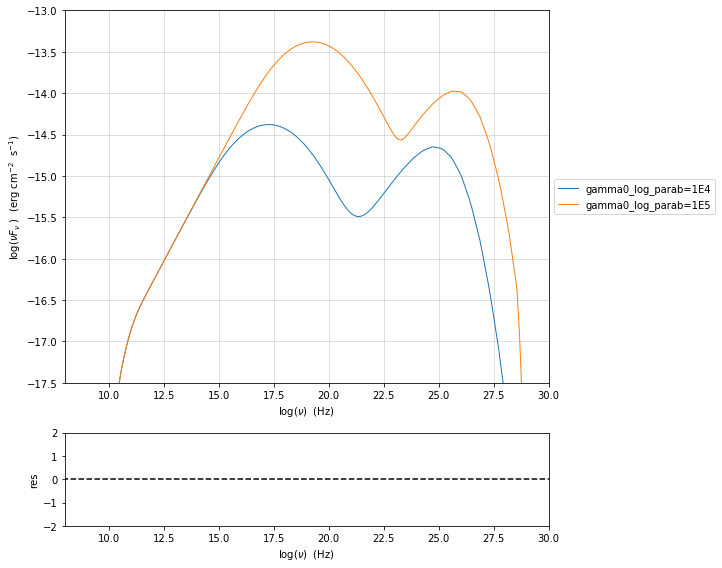 −13.0
−13.5
−14.0
−14.5
−15.0
−15.5
−16.0
−16.5
−17.0
−17.5
log(νF_ν )  (erg cm⁻²  s⁻¹)
10.0 12.5 15.0 17.5 20.0 22.5 25.0 27.5 30.0
log(ν)  (Hz)
gamma0_log_parab=1E4
gamma0_log_parab=1E5
2
1
0
−1
−2
res
10.0 12.5 15.0 17.5 20.0 22.5 25.0 27.5 30.0
log(ν)  (Hz)